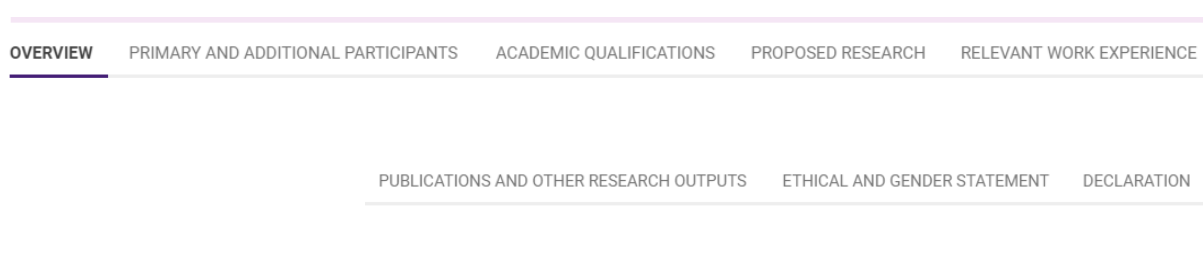 OVERVIEW PRIMARY AND ADDITIONAL PARTICIPANTS ACADEMIC QUALIFICATIONS PROPOSED RESEARCH RELEVANT WORK EXPERIENCE
PUBLICATIONS AND OTHER RESEARCH OUTPUTS ETHICAL AND GENDER STATEMENT DECLARATION